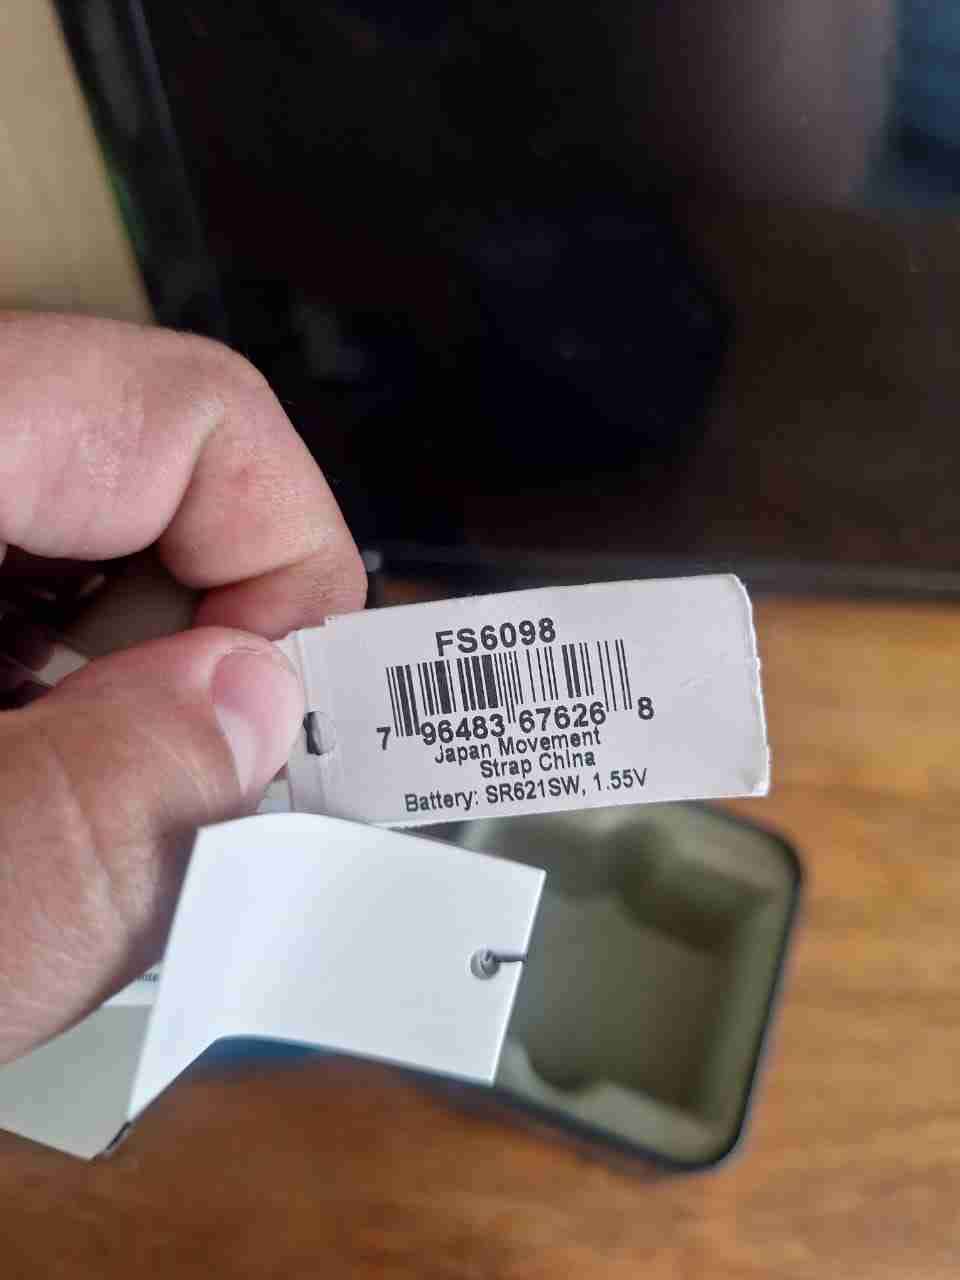 FS6098
7 96483 67626 8
Japan Movement
Strap China
Battery: SR621SW, 1.55V